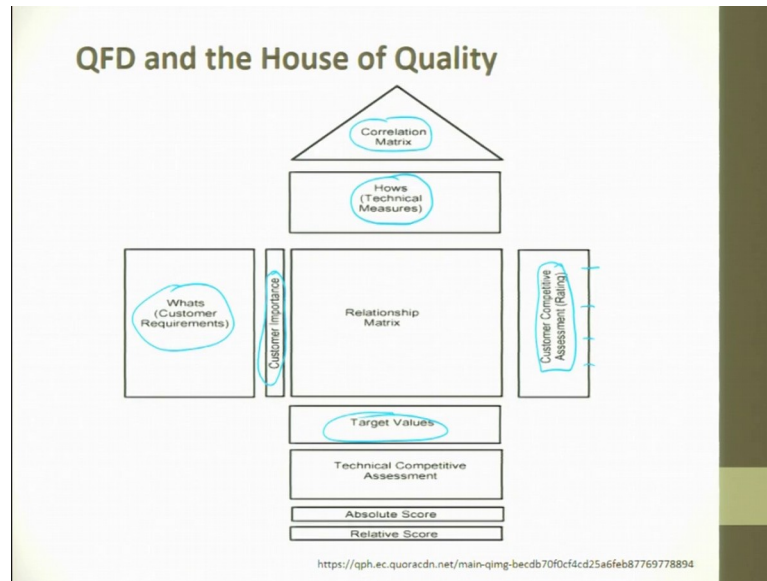 QFD and the House of Quality
Correlation
Matrix
Hows
(Technical
Measures)
Whats
(Customer
Requirements)
Customer Importance
Relationship
Matrix
Customer Competitive
Assessment (Rating)
Target Values
Technical Competitive
Assessment
Absolute Score
Relative Score
https://qph.ec.quoracdn.net/main-qimg-becdb70f0cf4cd25a6feb87769778894